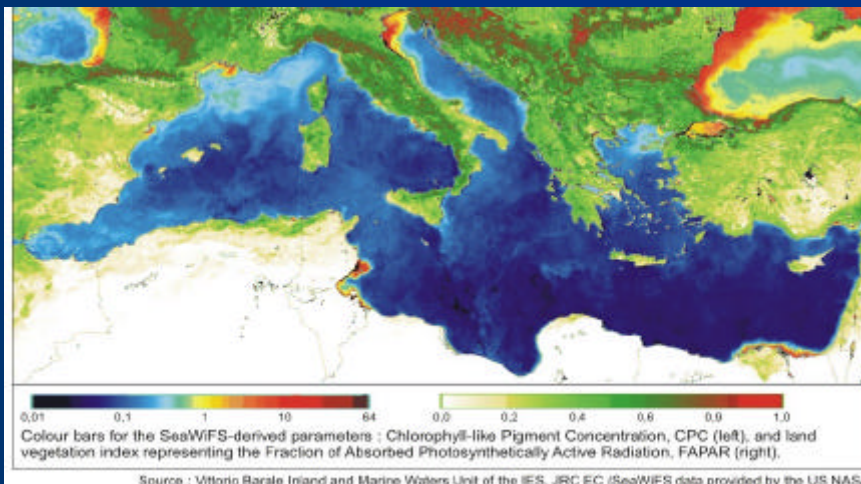 0,01 0,1 1 10 64 0,0 0,2 0,4 0,6 0,8 1.0
Colour bars for the SeaWiFS-derived parameters : Chlorophyll-like Pigment Concentration, CPC (left), and land
vegetation index representing the Fraction of Absorbed Photosynthetically Active Radiation, FAPAR (right).
Source : Vittorio Barale Inland and Marine Waters Unit of the IES, JRC EC /SeaWiFS data provided by the US NAS